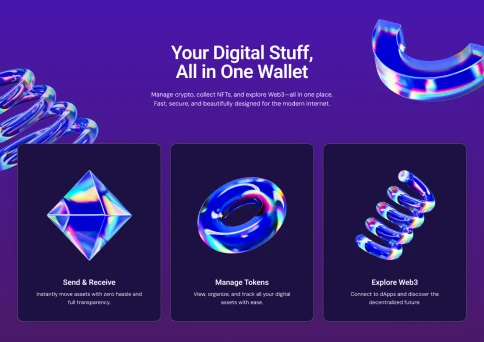 Your Digital Stuff,
All in One Wallet
Manage crypto, collect NFTs, and explore Web3—all in one place.
Fast, secure, and beautifully designed for the modern internet.
Send & Receive
Instantly move assets with zero hassle and
full transparency.
Manage Tokens
View, organize, and track all your digital
assets with ease.
Explore Web3
Connect to dApps and discover the
decentralized future.